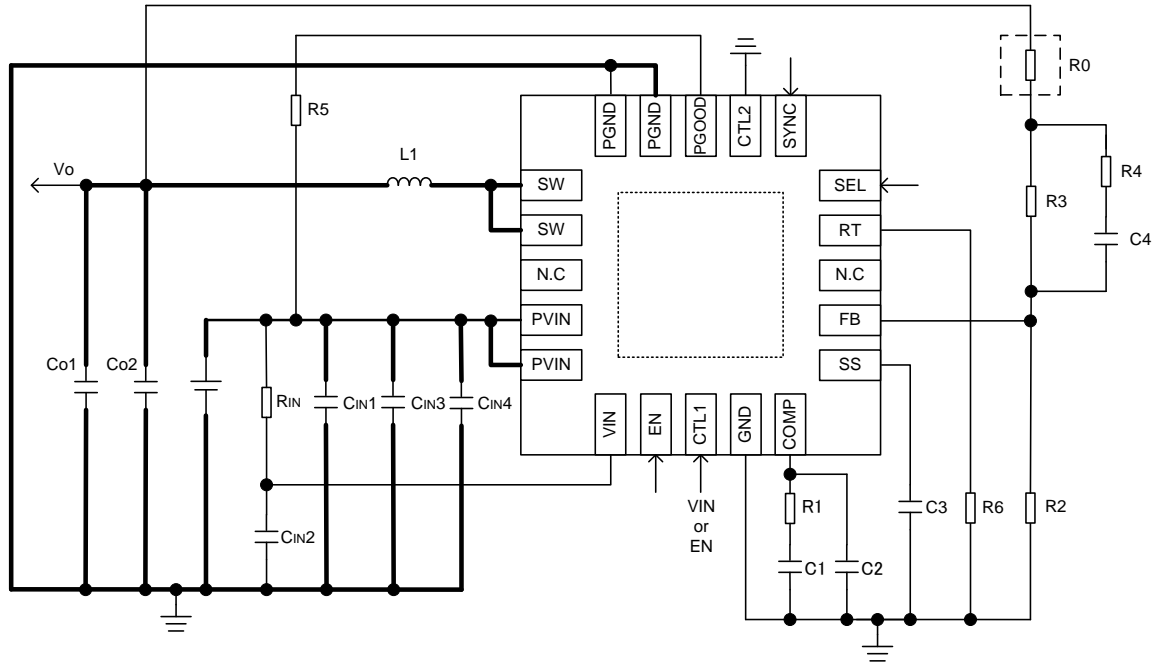 R0
R5
PGND
PGND
PGOOD
CTL2
SYNC
L1
Vo
SW
SEL
R4
R3
SW
RT
C4
N.C
N.C
PVIN
FB
Co1
Co2
PVIN
SS
RIN
CIN1
CIN3
CIN4
VIN
EN
CTL1
GND
COMP
VIN
or
EN
R1
C3
R6
R2
CIN2
C1
C2